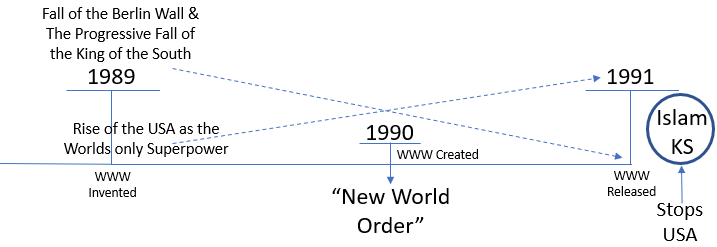 Fall of the Berlin Wall &
The Progressive Fall of
the King of the South
1989
Rise of the USA as the
Worlds only Superpower
WWW
Invented
1990
WWW Created
“New World
Order”
1991
WWW
Released
Islam
KS
Stops
USA